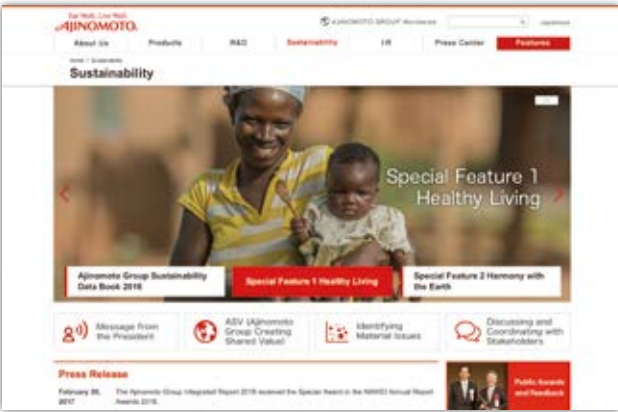 Eat Well, Live Well.
AJINOMOTO
AJINOMOTO GROUP Worldwide
Japanese
About Us
Products
R&D
Sustainability
I R
Press Center
Features
Home / Sustainability
Sustainability
Special Feature 1
Healthy Living
Ajinomoto Group Sustainability
Data Book 2016
Special Feature 1 Healthy Living
Special Feature 2 Harmony with
the Earth
Message from
the President
ASV (Ajinomoto
Group Creating
Shared Value)
Identifying
Material Issues
Discussing and
Coordinating with
Stakeholders
Press Release
February 20,
2017
The Ajinomoto Group Integrated Report 2016 received the Special Award in the NIKKEI Annual Report
Awards 2016.
Public Awards
and Feedback